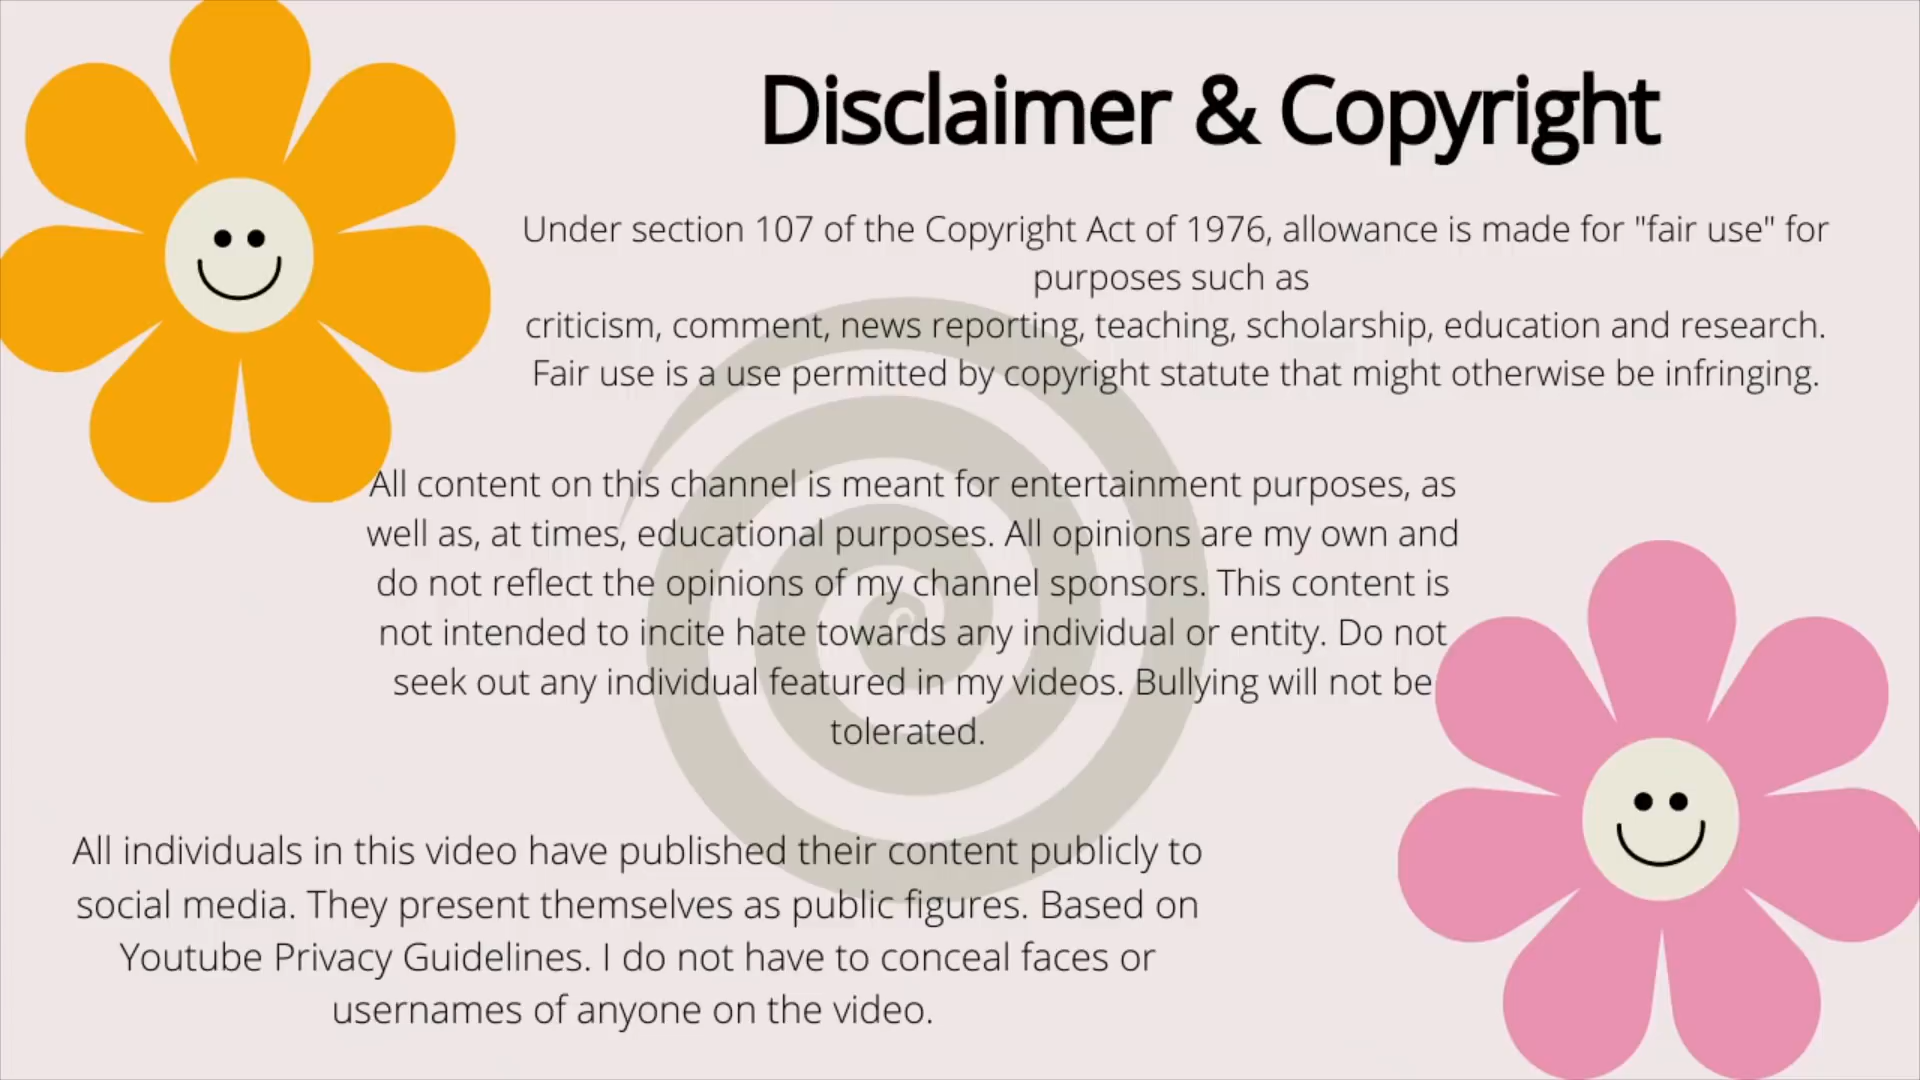 Disclaimer & Copyright
Under section 107 of the Copyright Act of 1976, allowance is made for "fair use" for
purposes such as
criticism, comment, news reporting, teaching, scholarship, education and research.
Fair use is a use permitted by copyright statute that might otherwise be infringing.
All content on this channel is meant for entertainment purposes, as
well as, at times, educational purposes. All opinions are my own and
do not reflect the opinions of my channel sponsors. This content is
not intended to incite hate towards any individual or entity. Do not
seek out any individual featured in my videos. Bullying will not be
tolerated.
All individuals in this video have published their content publicly to
social media. They present themselves as public figures. Based on
Youtube Privacy Guidelines. I do not have to conceal faces or
usernames of anyone on the video.